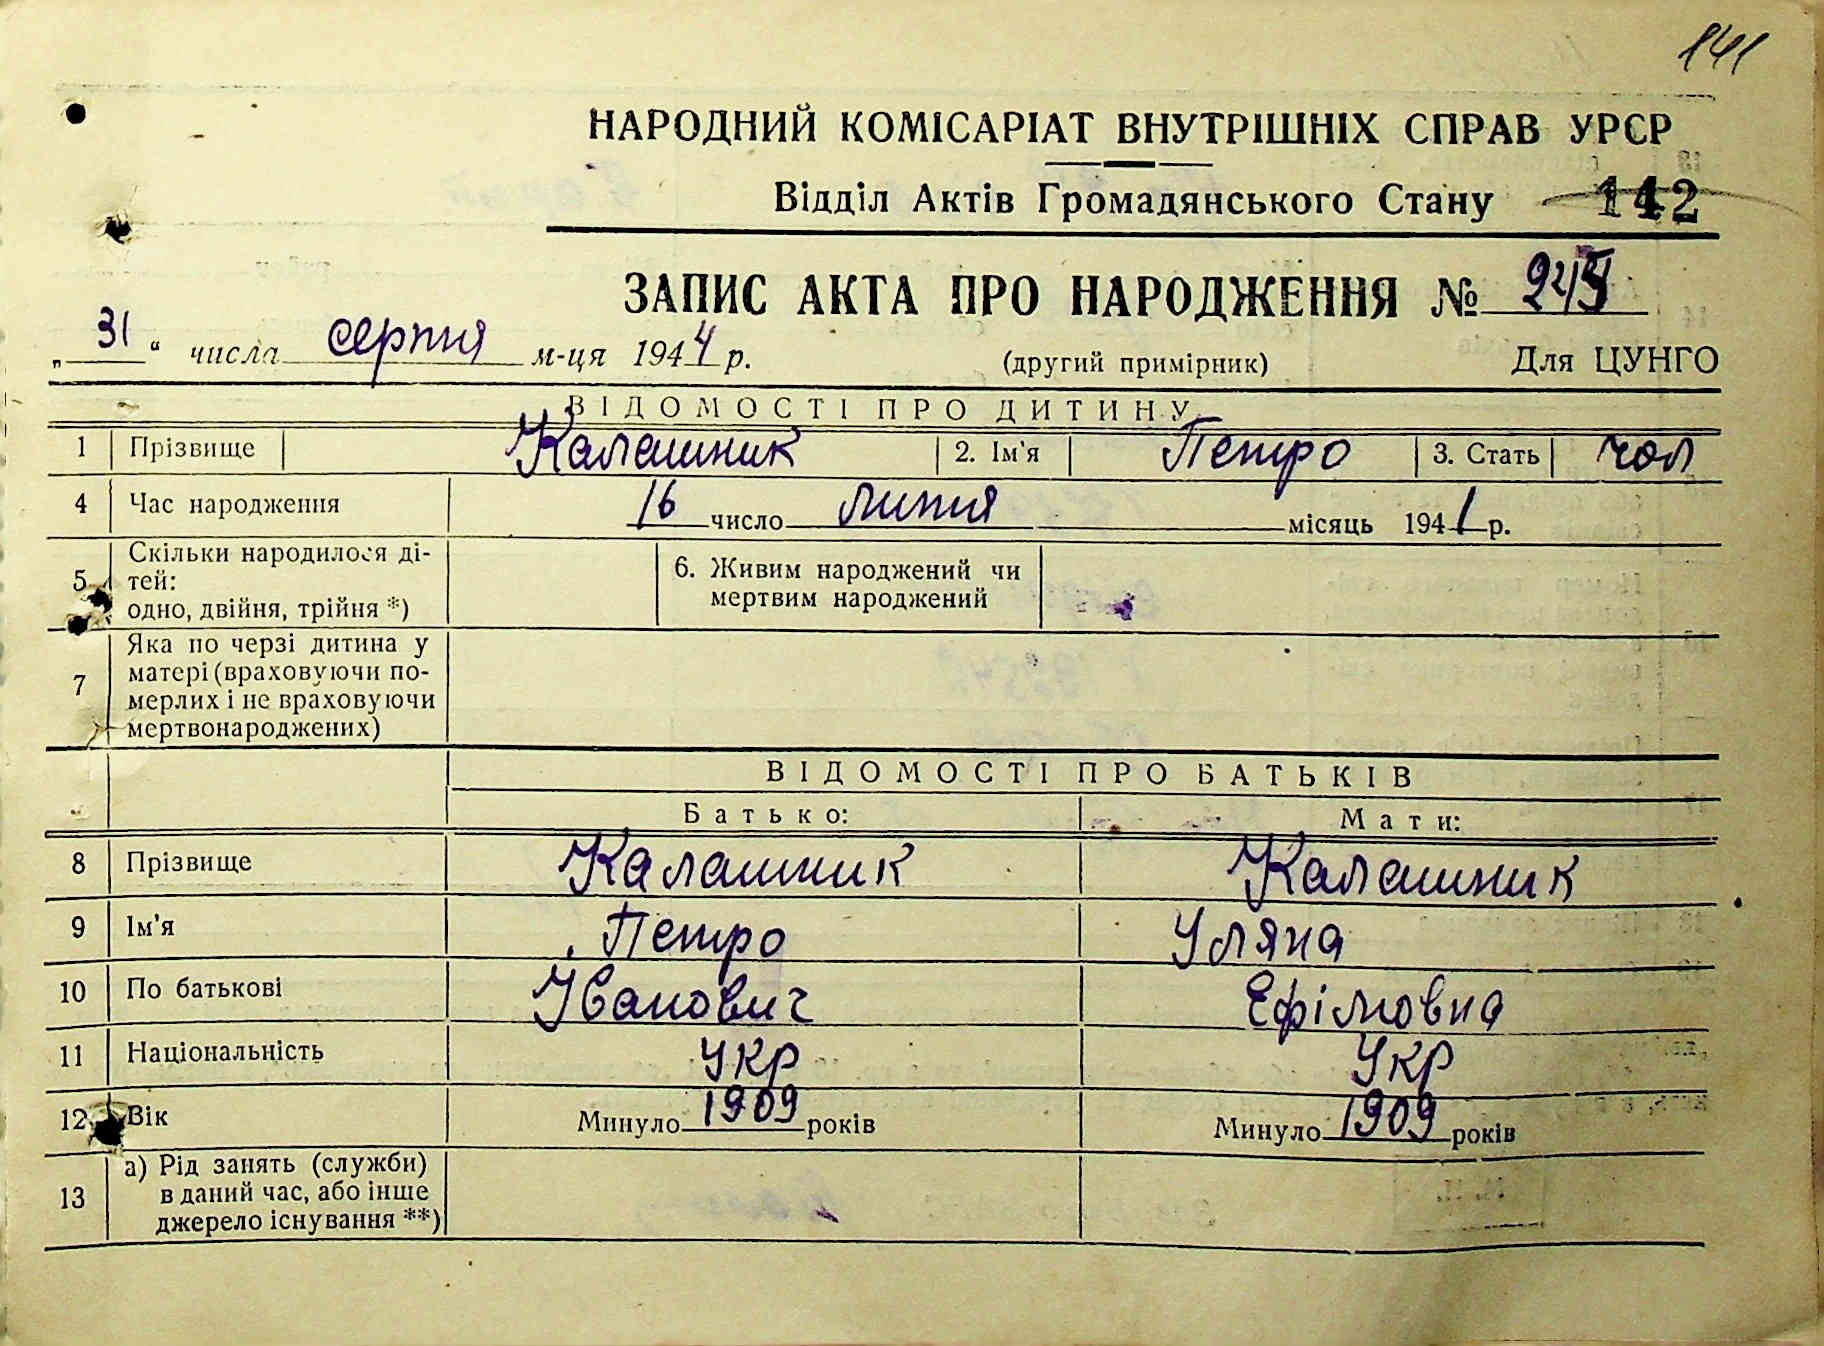 141
НАРОДНИЙ КОМІСАРІАТ ВНУТРІШНІХ СПРАВ УРСР
Відділ Актів Громадянського Стану 142
ЗАПИС АКТА ПРО НАРОДЖЕННЯ №
„31“ числа серпня м-ця 1944 р. (другий примірник) Для ЦУНГО
ВІДОМОСТІ ПРО ДИТИНУ
1 Прізвище Калашник 2. Ім'я Петро 3. Стать чол
4 Час народження 16 число липня місяць 1941 р.
5 Скільки народилося ді-
тей:
одно, двійня, трійня *)
6. Живим народжений чи
мертвим народжений
7 Яка по черзі дитина у
матері (враховуючи по-
мерлих і не враховуючи
мертвонароджених)
ВІДОМОСТІ ПРО БАТЬКІВ
Батько: Мати:
8 Прізвище Калашник Калашник
9 Ім'я Петро Уляна
10 По батькові Іванович Ефімовна
11 Національність Укр Укр
12 Вік Минуло 1909 років Минуло 1909 років
13 а) Рід занять (служби)
в даний час, або інше
джерело існування **)